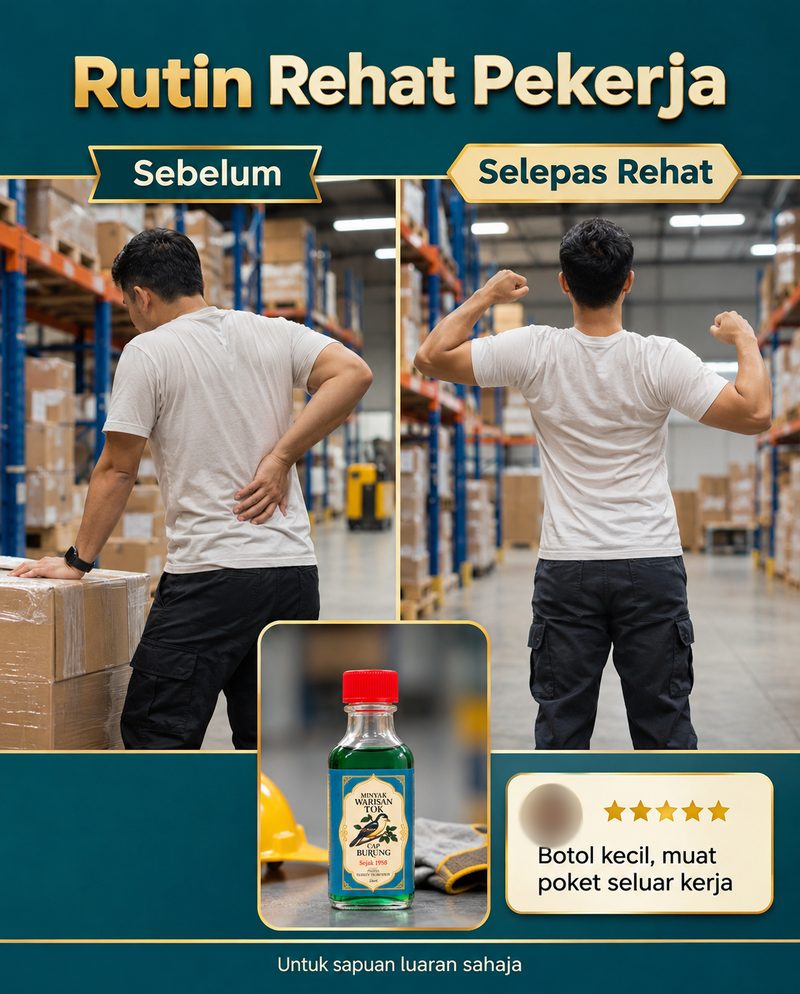 Rutin Rehat Pekerja
Sebelum
Selepas Rehat
MINYAK
WARISAN
TOK
CAP
BURUNG
Sejak 1958
Botol kecil, muat
poket seluar kerja
Untuk sapuan luaran sahaja